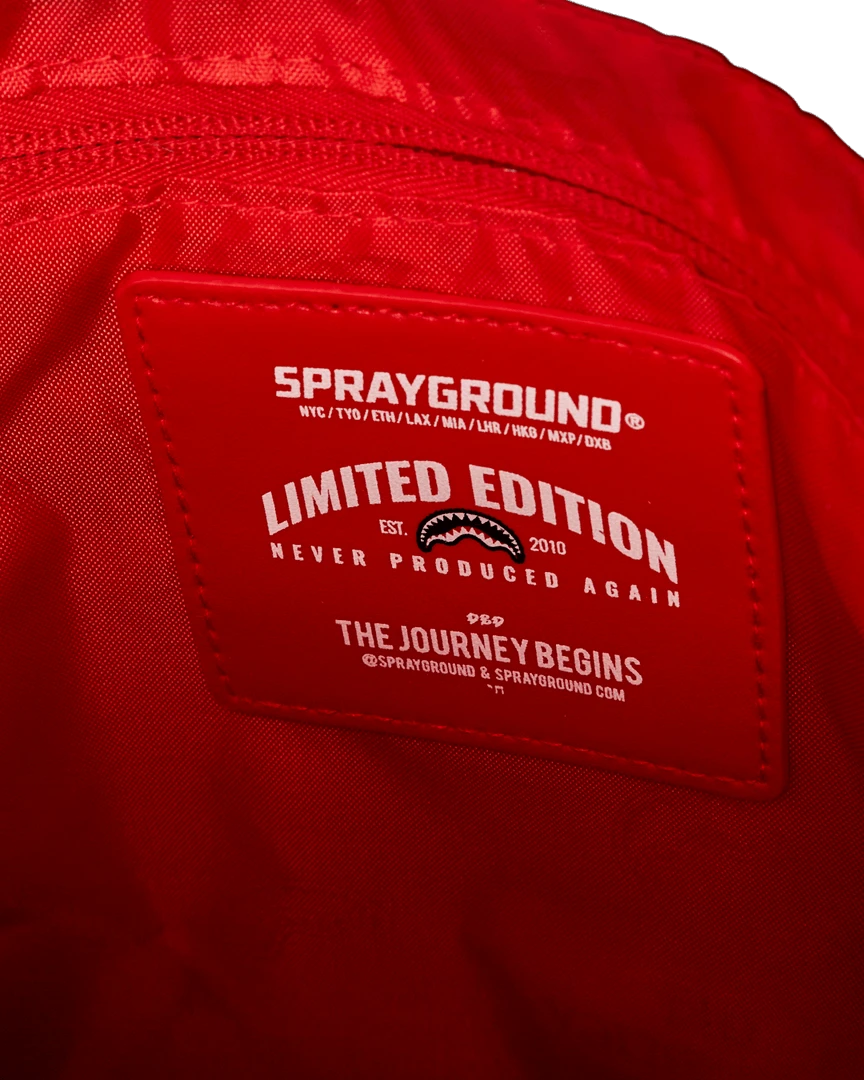 SPRAYGROUND®
NYC / TYO / ETH / LAX / MIA / LHR / HKG / MXP / DXB
LIMITED EDITION
EST. 2010
NEVER PRODUCED AGAIN
DBD
THE JOURNEY BEGINS
@SPRAYGROUND & SPRAYGROUND.COM